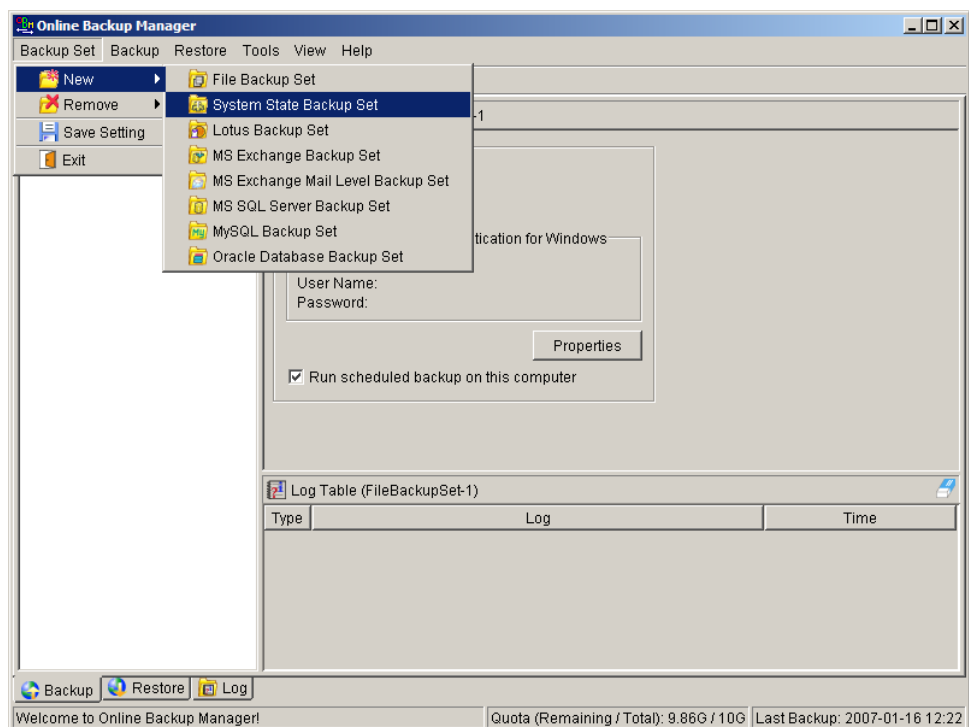 Online Backup Manager
Backup Set Backup Restore Tools View Help
New
Remove
Save Setting
Exit
File Backup Set
System State Backup Set
Lotus Backup Set
MS Exchange Backup Set
MS Exchange Mail Level Backup Set
MS SQL Server Backup Set
MySQL Backup Set
Oracle Database Backup Set
-1
tication for Windows
User Name:
Password:
Properties
Run scheduled backup on this computer
Log Table (FileBackupSet-1)
Type Log Time
Backup Restore Log
Welcome to Online Backup Manager! Quota (Remaining / Total): 9.86G / 10G Last Backup: 2007-01-16 12:22